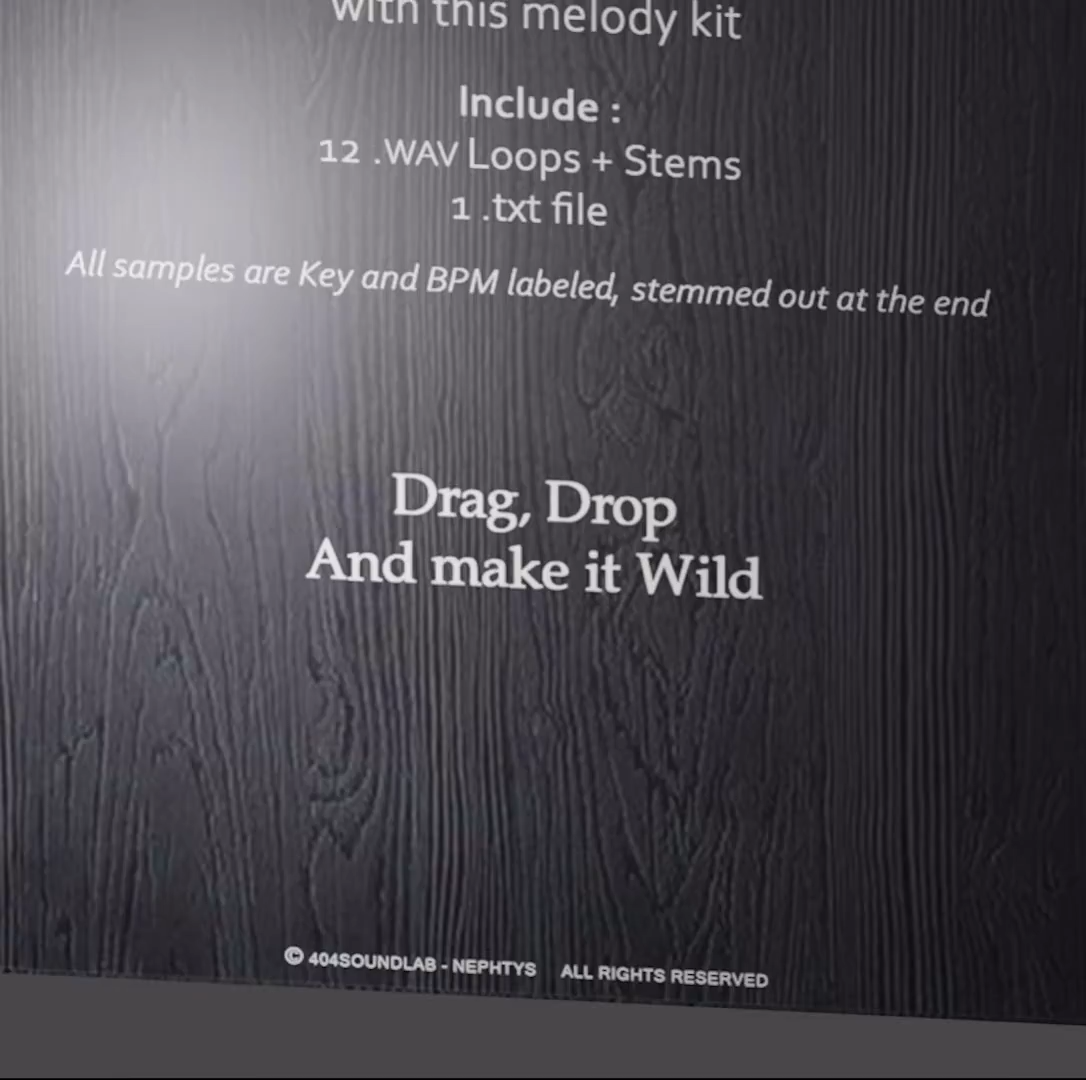 with this melody kit
Include :
12 .WAV Loops + Stems
1 .txt file
All samples are Key and BPM labeled, stemmed out at the end
Drag, Drop
And make it Wild
© 404SOUNDLAB - NEPHTYS ALL RIGHTS RESERVED